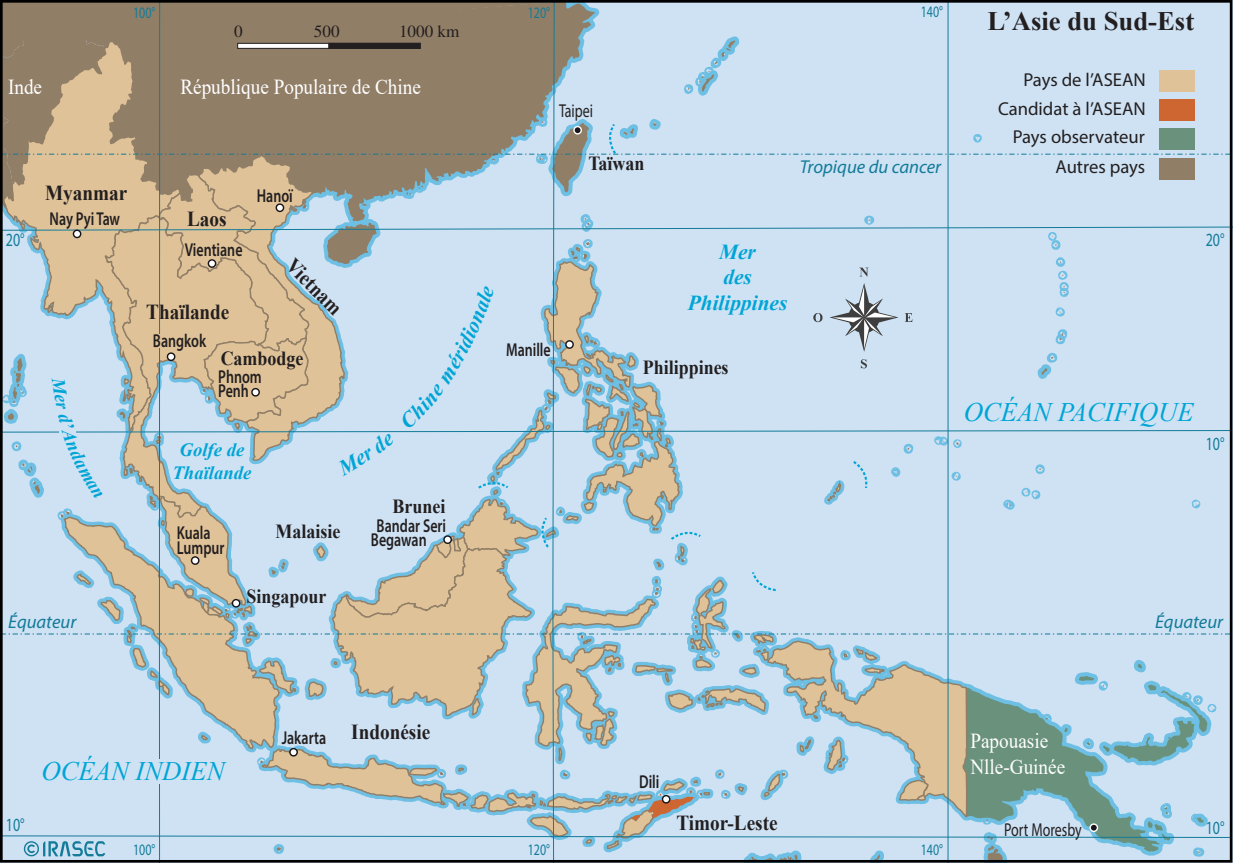 100°
120°
140°
L'Asie du Sud-Est
0 500 1000 km
Inde
République Populaire de Chine
Pays de l'ASEAN
Candidat à l'ASEAN
Pays observateur
Autres pays
Taipei
Taïwan
Tropique du cancer
Myanmar
Nay Pyi Taw
Hanoï
Laos
20°
20°
Vientiane
Vietnam
Mer
des
Philippines
N
O
E
S
Thaïlande
Bangkok
Cambodge
Phnom
Penh
Manille
Philippines
Mer de Chine méridionale
Mer d'Andaman
OCÉAN PACIFIQUE
10°
Golfe de
Thaïlande
Brunei
Bandar Seri
Begawan
Malaisie
Kuala
Lumpur
Singapour
Équateur
Équateur
Indonésie
Jakarta
OCÉAN INDIEN
Papouasie
Nlle-Guinée
Dili
Timor-Leste
Port Moresby
10°
10°
©IRASEC
100°
120°
140°